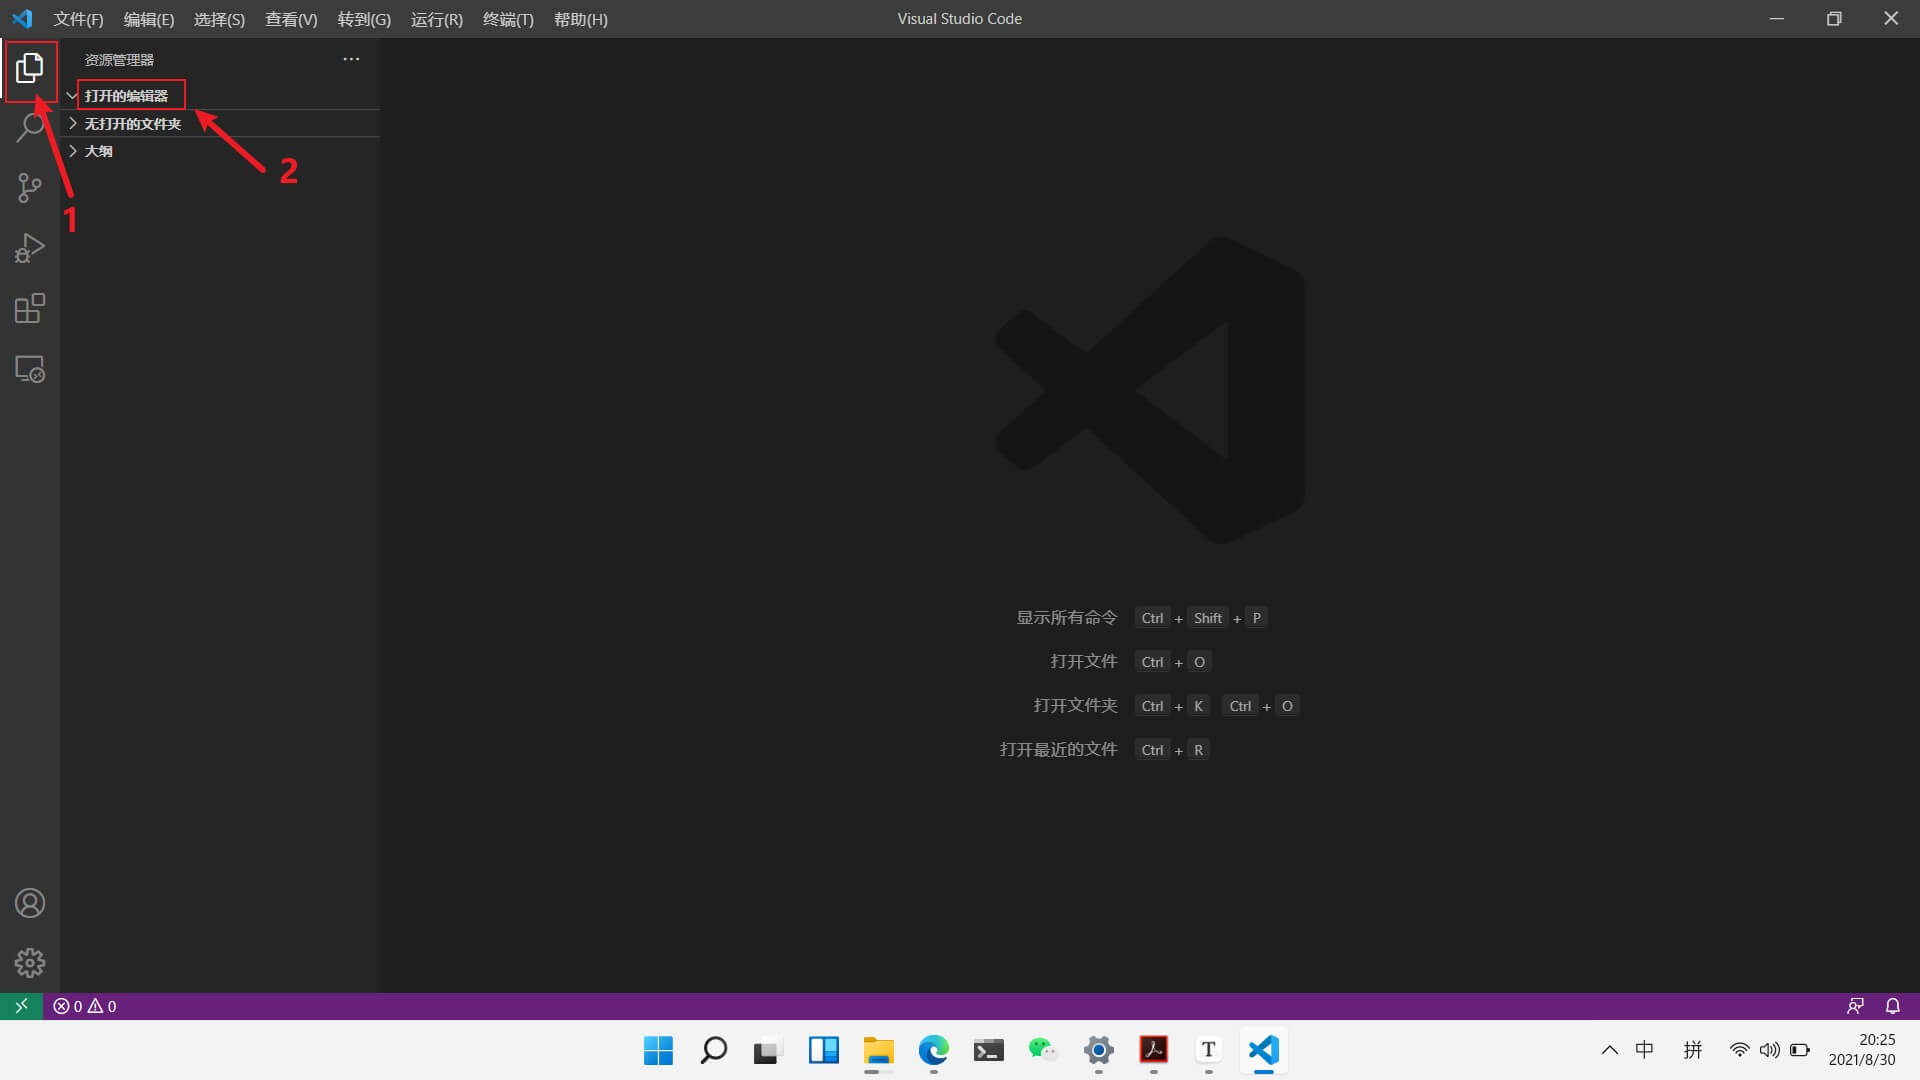 文件(F) 编辑(E) 选择(S) 查看(V) 转到(G) 运行(R) 终端(T) 帮助(H) Visual Studio Code
资源管理器
打开的编辑器
无打开的文件夹
大纲
2
1
显示所有命令 Ctrl + Shift + P
打开文件 Ctrl + O
打开文件夹 Ctrl + K Ctrl + O
打开最近的文件 Ctrl + R
0 0
T
中 拼
20:25
2021/8/30